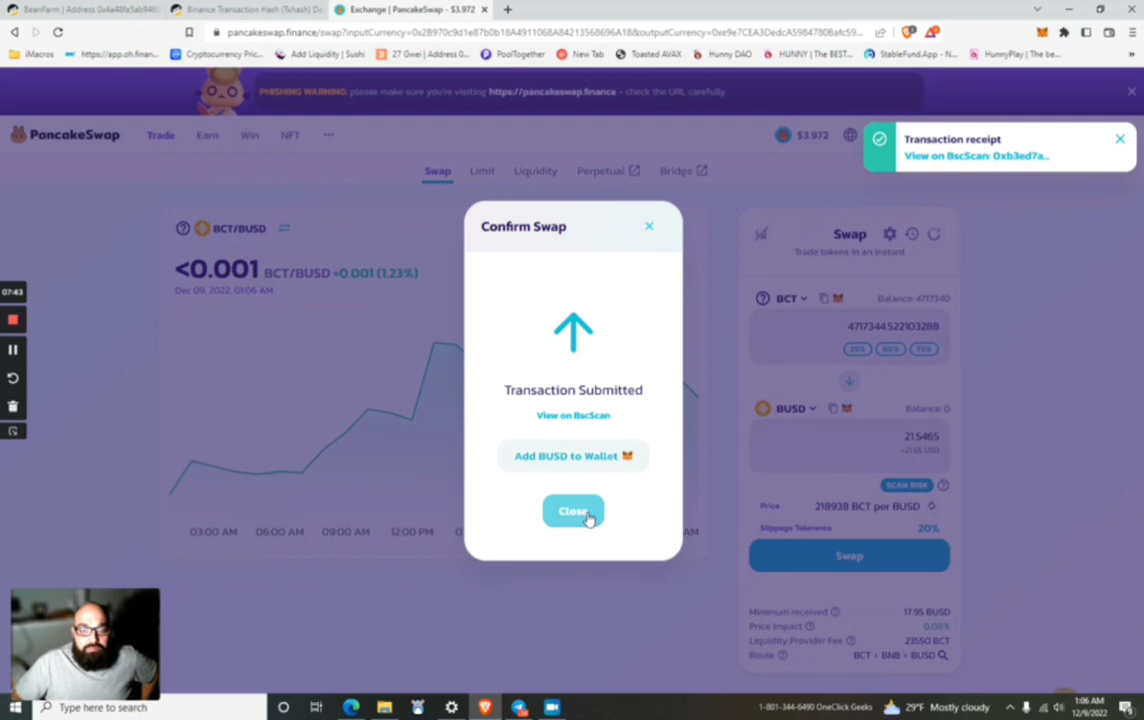 BeanFarm | Address 0x4a48fa5ab946
Binance Transaction Hash (Txhash) De
Exchange | PancakeSwap - $3.972
iMacros
https://app.oh.finan...
Cryptocurrency Pric...
Add Liquidity | Sushi
27 Gwei | Address 0...
PoolTogether
New Tab
Toasted AVAX
Hunny DAO
HUNNY | The BEST...
StableFund.App - N...
HunnyPlay | The be...
PHISHING WARNING: please make sure you're visiting https://pancakeswap.finance - check the URL carefully.
PancakeSwap
Trade
Earn
Win
NFT
$3.972
Transaction receipt
View on BscScan: 0xb3ed7a...
Swap
Limit
Liquidity
Perpetual
Bridge
BCT/BUSD
<0.001 BCT/BUSD +0.001 (1.23%)
Dec 09, 2022, 01:06 AM
03:00 AM
06:00 AM
09:00 AM
12:00 PM
AM
Confirm Swap
Transaction Submitted
View on BscScan
Add BUSD to Wallet
Close
Swap
Trade tokens in an instant
BCT
Balance: 4717340
4717344.522103288
25%
50%
75%
BUSD
Balance: 0
21.5465
~21.55 USD
SCAN RISK
Price
218938 BCT per BUSD
Slippage Tolerance
20%
Swap
Minimum received
17.95 BUSD
Price Impact
0.09%
Liquidity Provider Fee
23550 BCT
Route
BCT > BNB > BUSD
07:43
Type here to search
1-801-344-6490 OneClick Geeks
29°F Mostly cloudy
1:06 AM
12/9/2022